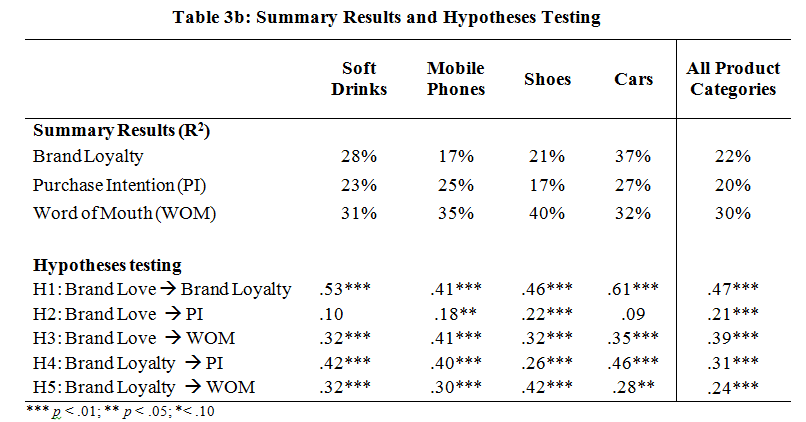 Table 3b: Summary Results and Hypotheses Testing
Soft Drinks Mobile Phones Shoes Cars All Product Categories
Summary Results (R²)
Brand Loyalty 28% 17% 21% 37% 22%
Purchase Intention (PI) 23% 25% 17% 27% 20%
Word of Mouth (WOM) 31% 35% 40% 32% 30%
Hypotheses testing
H1: Brand Love → Brand Loyalty .53*** .41*** .46*** .61*** .47***
H2: Brand Love → PI .10 .18** .22*** .09 .21***
H3: Brand Love → WOM .32*** .41*** .32*** .35*** .39***
H4: Brand Loyalty → PI .42*** .40*** .26*** .46*** .31***
H5: Brand Loyalty → WOM .32*** .30*** .42*** .28** .24***
*** p < .01; ** p < .05; *< .10